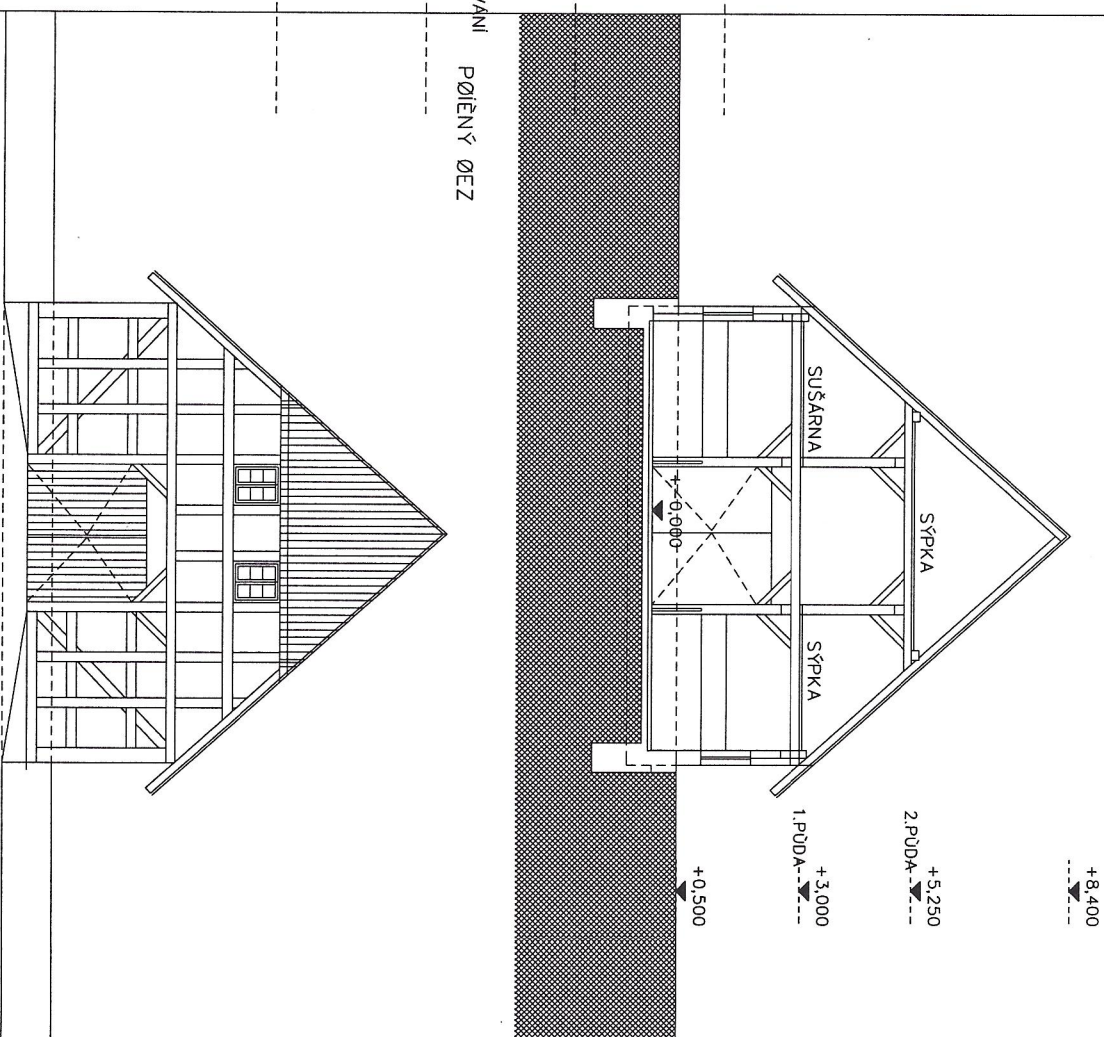 VÁNÍ
PØÍÈNÝ ØEZ
+8,400
+5,250
2.PŮDA
+3,000
1.PŮDA
+0,500
SÝPKA
SUŠÁRNA
SÝPKA
+-0,000